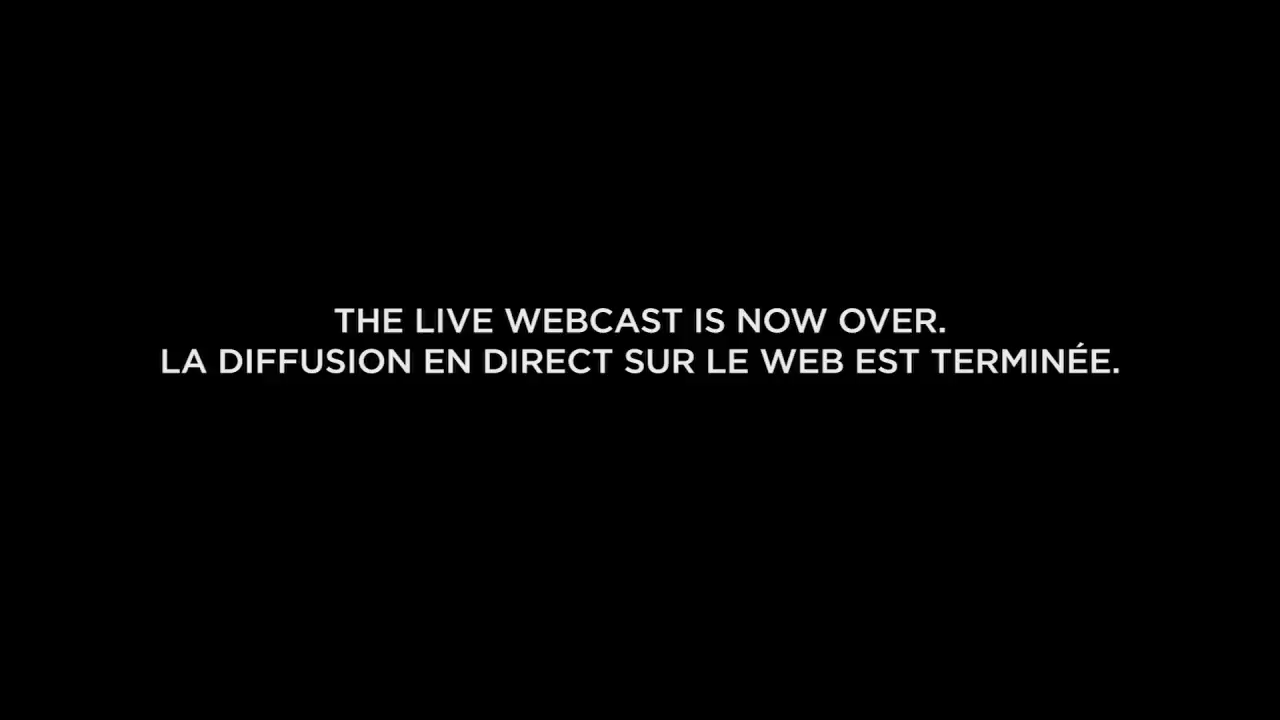 THE LIVE WEBCAST IS NOW OVER.
LA DIFFUSION EN DIRECT SUR LE WEB EST TERMINÉE.